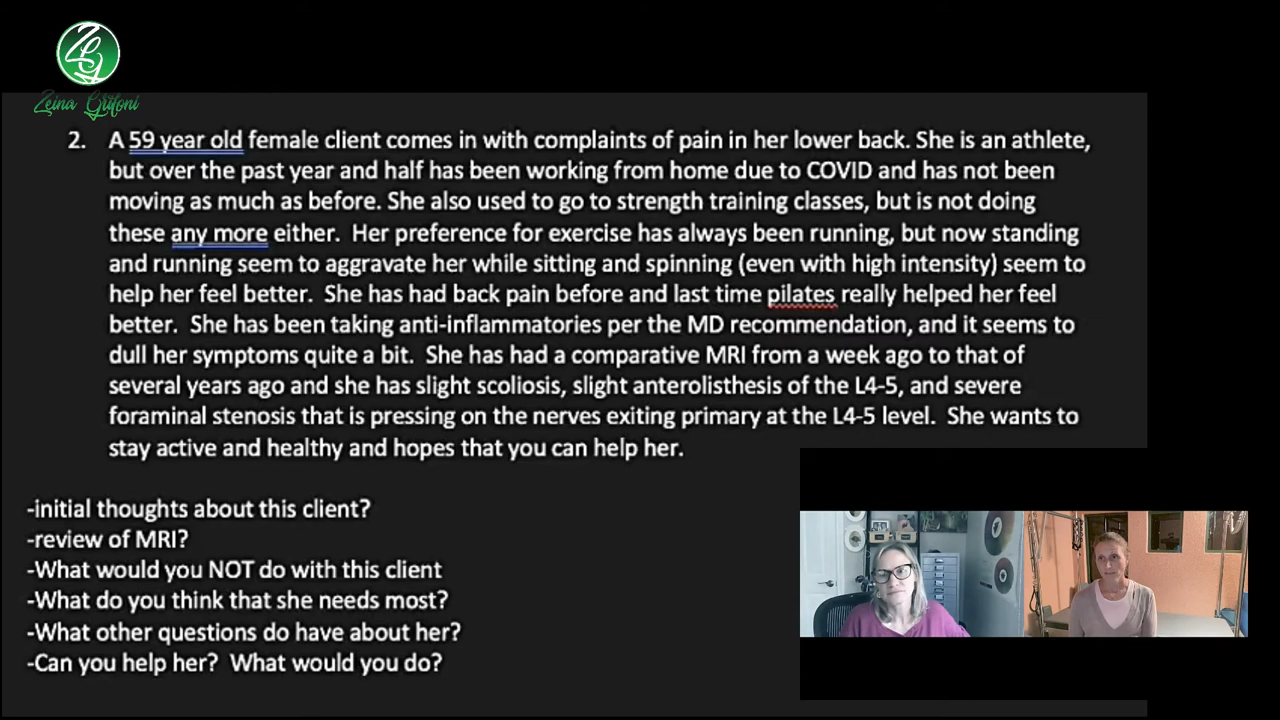 ZG
Zeina Grifoni
2. A 59 year old female client comes in with complaints of pain in her lower back. She is an athlete,
but over the past year and half has been working from home due to COVID and has not been
moving as much as before. She also used to go to strength training classes, but is not doing
these any more either. Her preference for exercise has always been running, but now standing
and running seem to aggravate her while sitting and spinning (even with high intensity) seem to
help her feel better. She has had back pain before and last time pilates really helped her feel
better. She has been taking anti-inflammatories per the MD recommendation, and it seems to
dull her symptoms quite a bit. She has had a comparative MRI from a week ago to that of
several years ago and she has slight scoliosis, slight anterolisthesis of the L4-5, and severe
foraminal stenosis that is pressing on the nerves exiting primary at the L4-5 level. She wants to
stay active and healthy and hopes that you can help her.
-initial thoughts about this client?
-review of MRI?
-What would you NOT do with this client
-What do you think that she needs most?
-What other questions do have about her?
-Can you help her? What would you do?